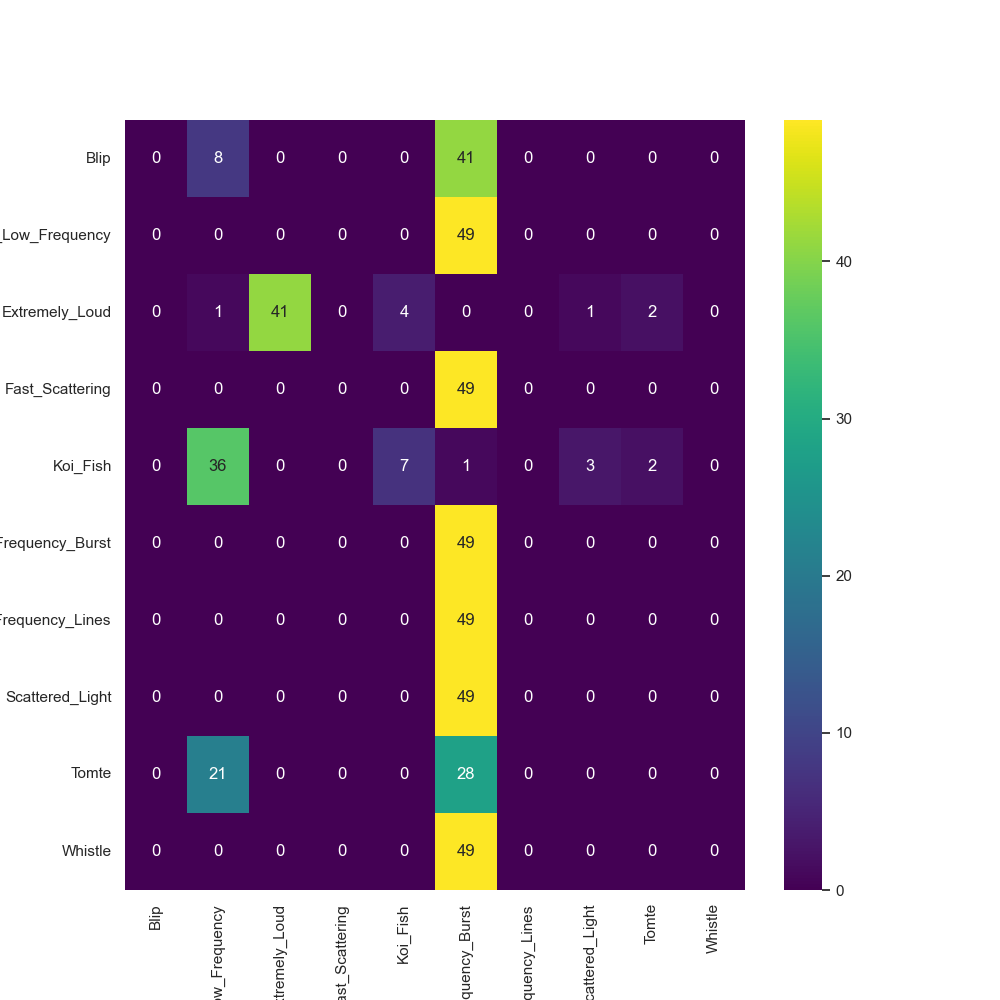 Blip 0 8 0 0 0 41 0 0 0 0
_Low_Frequency 0 0 0 0 0 49 0 0 0 0
40
Extremely_Loud 0 1 41 0 4 0 0 1 2 0
Fast_Scattering 0 0 0 0 0 49 0 0 0 0
30
Koi_Fish 0 36 0 0 7 1 0 3 2 0
Frequency_Burst 0 0 0 0 0 49 0 0 0 0
20
Frequency_Lines 0 0 0 0 0 49 0 0 0 0
Scattered_Light 0 0 0 0 0 49 0 0 0 0
10
Tomte 0 21 0 0 0 28 0 0 0 0
Whistle 0 0 0 0 0 49 0 0 0 0
0
Blip
ow_Frequency
xtremely_Loud
ast_Scattering
Koi_Fish
quency_Burst
quency_Lines
cattered_Light
Tomte
Whistle